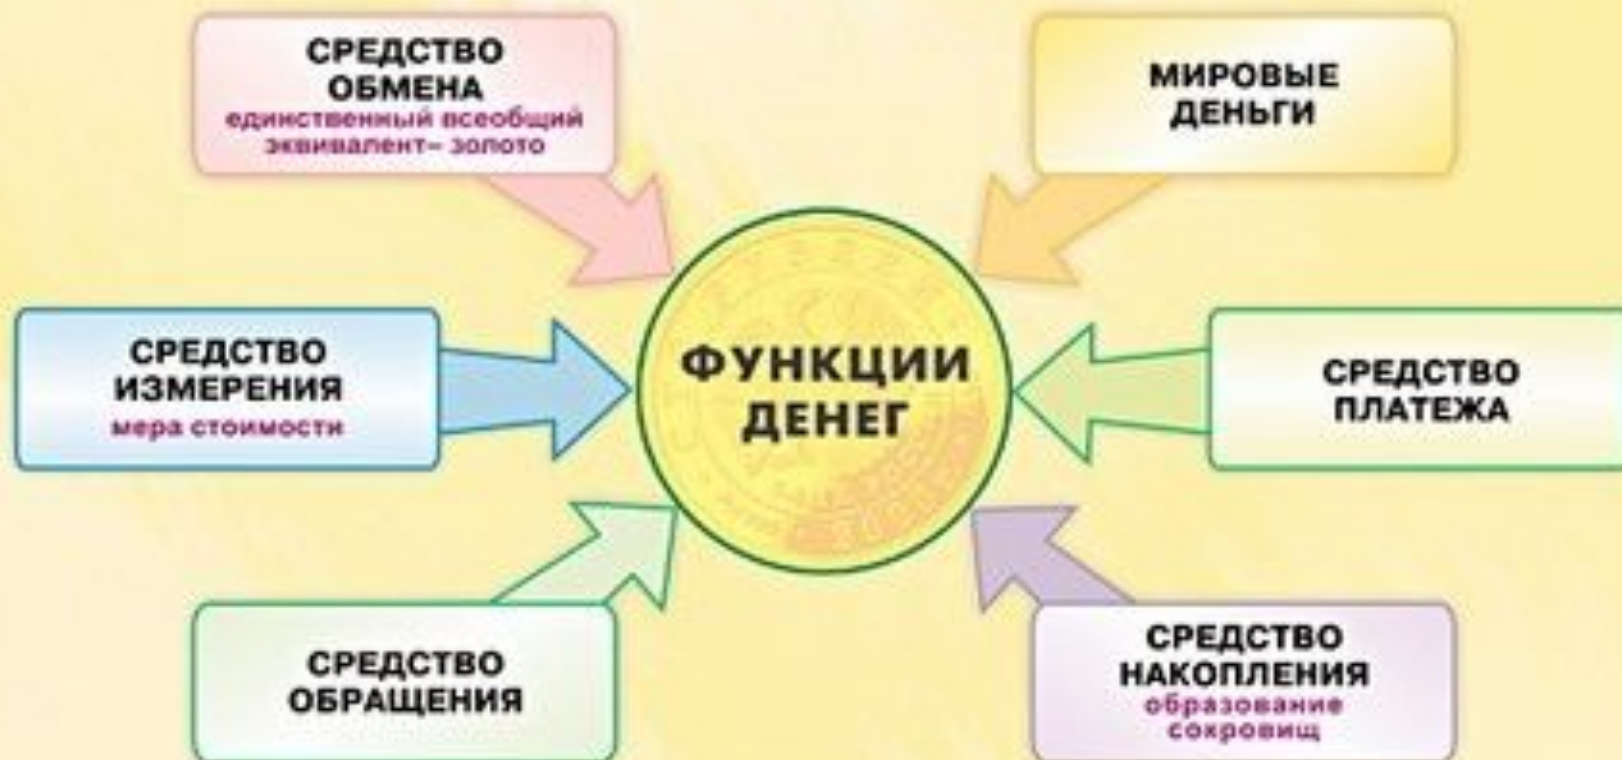 СРЕДСТВО
ОБМЕНА
единственный всеобщий
эквивалент– золото
МИРОВЫЕ
ДЕНЬГИ
СРЕДСТВО
ИЗМЕРЕНИЯ
мера стоимости
ФУНКЦИИ
ДЕНЕГ
СРЕДСТВО
ПЛАТЕЖА
СРЕДСТВО
ОБРАЩЕНИЯ
СРЕДСТВО
НАКОПЛЕНИЯ
образование
сокровищ